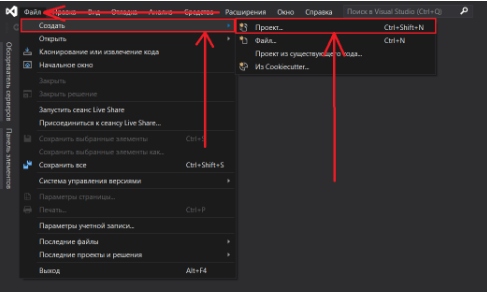 Файл Правка Вид Отладка Анализ Средства Расширения Окно Справка Поиск в Visual Studio (Ctrl+Q)
Создать
Проект... Ctrl+Shift+N
Открыть
Файл... Ctrl+N
Клонирование или извлечение кода
Проект из существующего кода...
Начальное окно
Из Cookiecutter...
Закрыть
Закрыть решение
Запустить сеанс Live Share
Присоединиться к сеансу Live Share...
Сохранить выбранные элементы Ctrl+S
Сохранить выбранные элементы как...
Сохранить все Ctrl+Shift+S
Система управления версиями
Параметры страницы...
Печать... Ctrl+P
Параметры учетной записи...
Последние файлы
Последние проекты и решения
Выход Alt+F4
Обозреватель серверов
Панель элементов